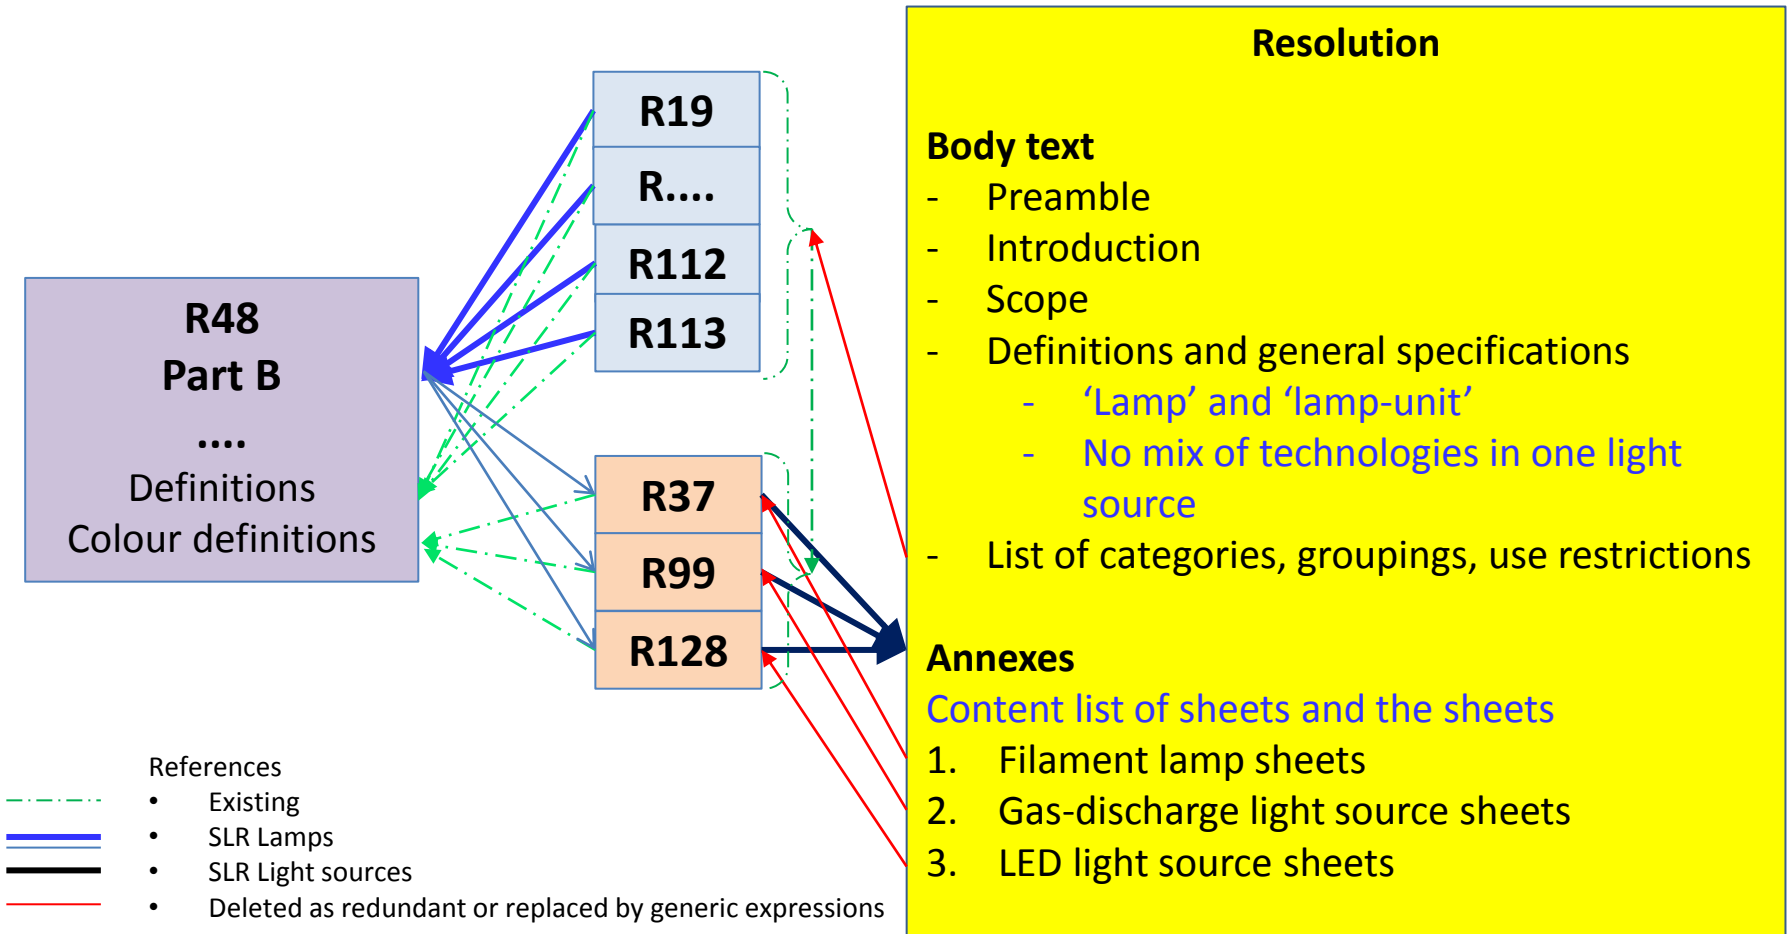 R48
Part B
....
Definitions
Colour definitions
R19
R....
R112
R113
R37
R99
R128
Resolution
Body text
- Preamble
- Introduction
- Scope
- Definitions and general specifications
- ‘Lamp’ and ‘lamp-unit’
- No mix of technologies in one light
source
- List of categories, groupings, use restrictions
Annexes
Content list of sheets and the sheets
1. Filament lamp sheets
2. Gas-discharge light source sheets
3. LED light source sheets
References
• Existing
• SLR Lamps
• SLR Light sources
• Deleted as redundant or replaced by generic expressions